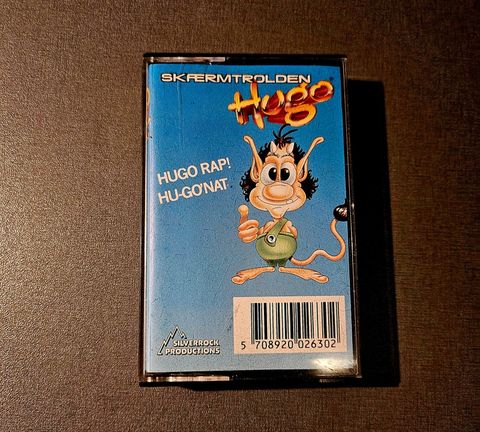 SKÆRMTROLDEN
Hugo®
HUGO RAP!
HU-GO'NAT
SILVERROCK
PRODUCTIONS
5 708920 026302